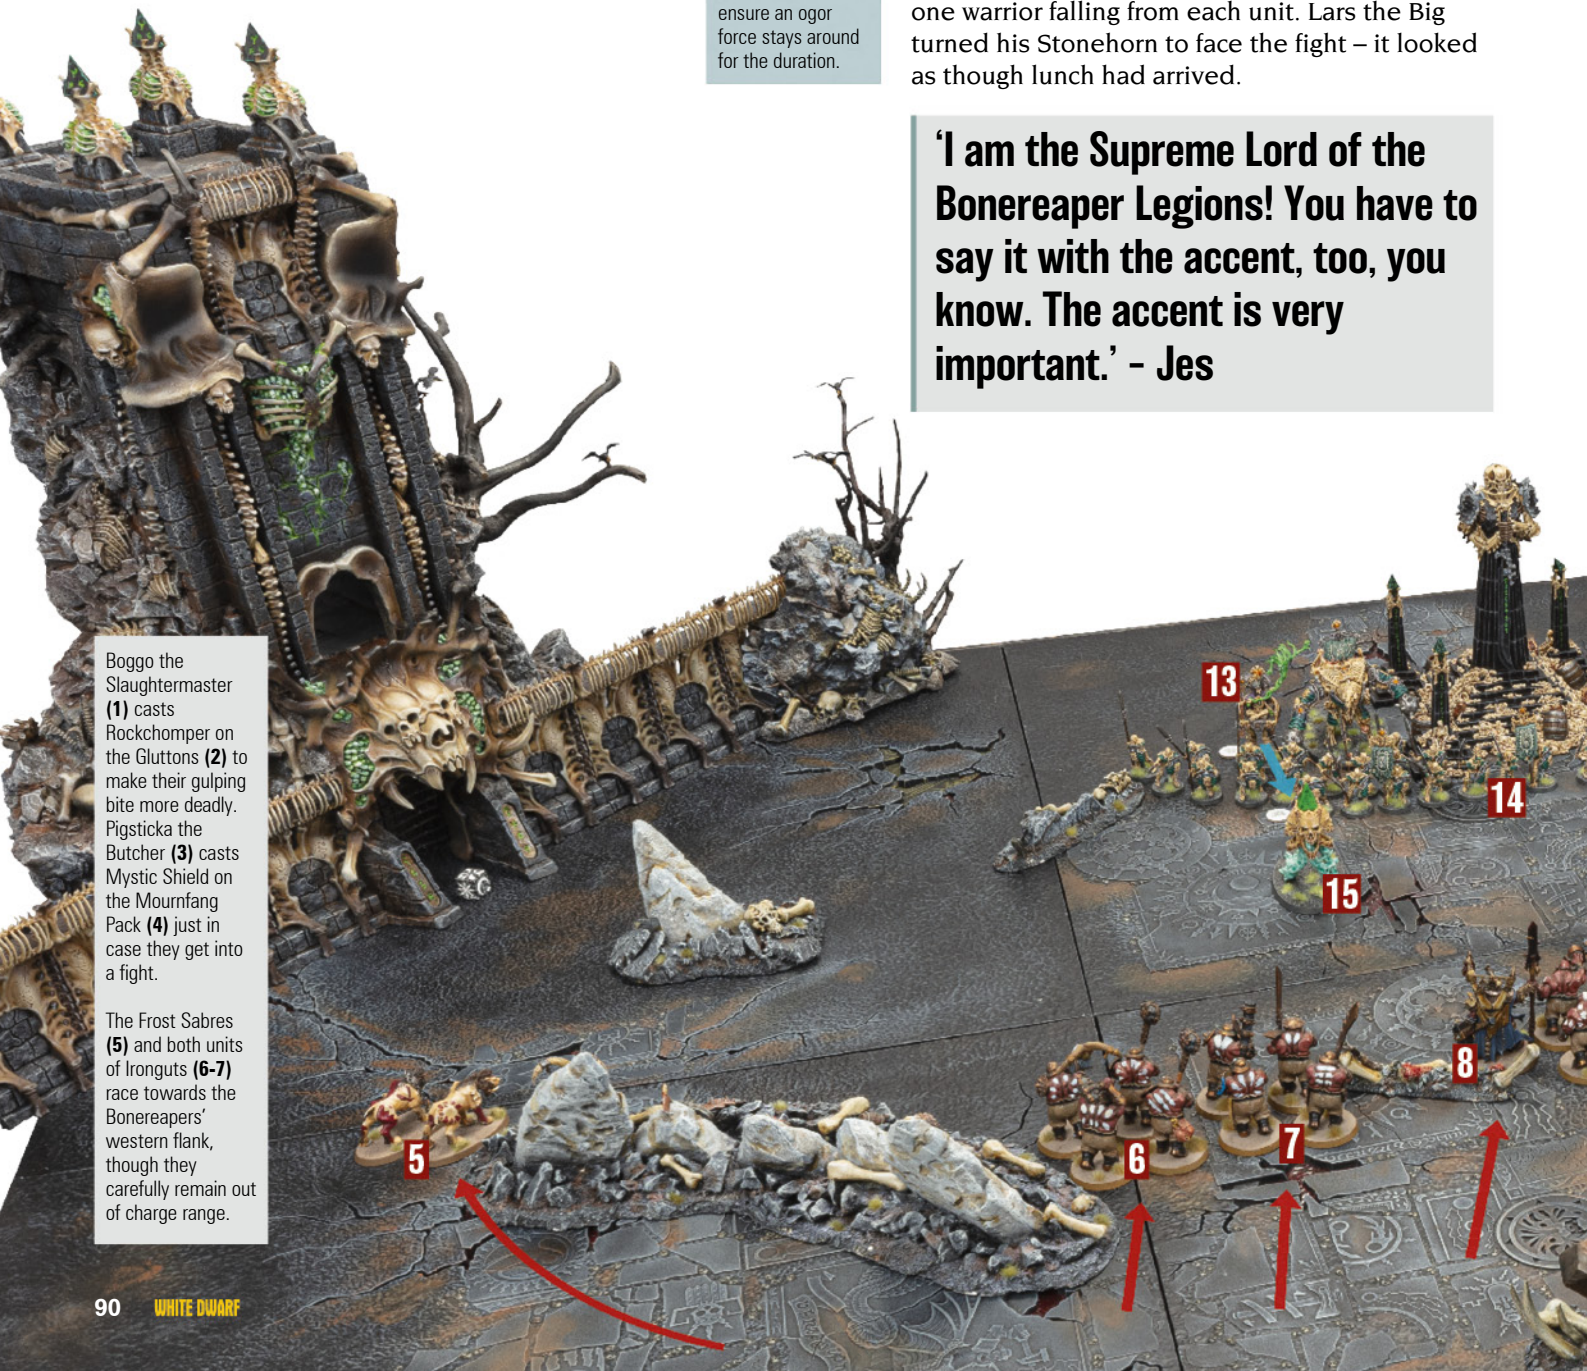 ensure an ogor
force stays around
for the duration.
one warrior falling from each unit. Lars the Big
turned his Stonehorn to face the fight – it looked
as though lunch had arrived.
‘I am the Supreme Lord of the
Bonereaper Legions! You have to
say it with the accent, too, you
know. The accent is very
important.’ – Jes
Boggo the
Slaughtermaster
(1) casts
Rockchomper on
the Gluttons (2) to
make their gulping
bite more deadly.
Pigsticka the
Butcher (3) casts
Mystic Shield on
the Mournfang
Pack (4) just in
case they get into
a fight.
The Frost Sabres
(5) and both units
of Ironguts (6-7)
race towards the
Bonereapers’
western flank,
though they
carefully remain out
of charge range.
13
14
15
8
5
6
7
90 WHITE DWARF